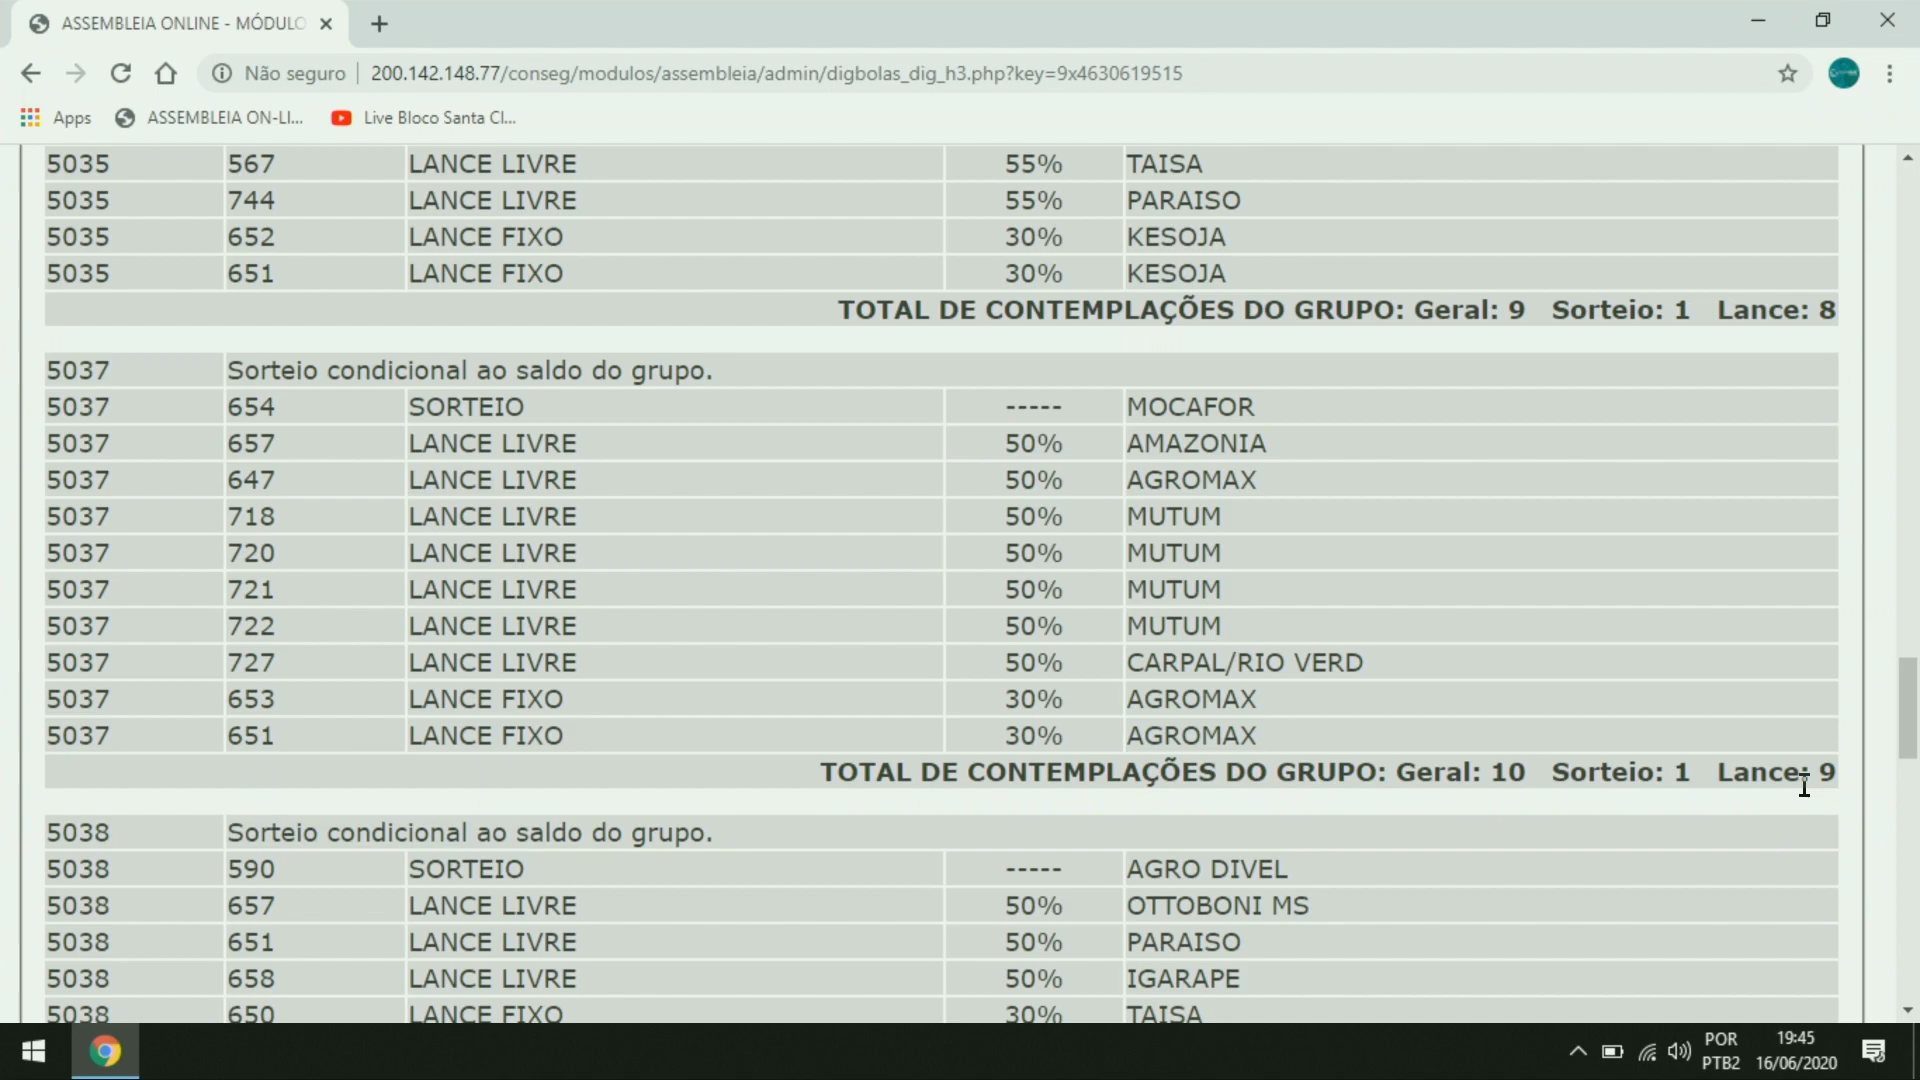 ASSEMBLEIA ONLINE - MÓDULO
Não seguro 200.142.148.77/conseg/modulos/assembleia/admin/digbolas_dig_h3.php?key=9x4630619515
Apps ASSEMBLEIA ON-LI... Live Bloco Santa Cl...
5035 567 LANCE LIVRE 55% TAISA
5035 744 LANCE LIVRE 55% PARAISO
5035 652 LANCE FIXO 30% KESOJA
5035 651 LANCE FIXO 30% KESOJA
TOTAL DE CONTEMPLAÇÕES DO GRUPO: Geral: 9 Sorteio: 1 Lance: 8
5037 Sorteio condicional ao saldo do grupo.
5037 654 SORTEIO ----- MOCAFOR
5037 657 LANCE LIVRE 50% AMAZONIA
5037 647 LANCE LIVRE 50% AGROMAX
5037 718 LANCE LIVRE 50% MUTUM
5037 720 LANCE LIVRE 50% MUTUM
5037 721 LANCE LIVRE 50% MUTUM
5037 722 LANCE LIVRE 50% MUTUM
5037 727 LANCE LIVRE 50% CARPAL/RIO VERD
5037 653 LANCE FIXO 30% AGROMAX
5037 651 LANCE FIXO 30% AGROMAX
TOTAL DE CONTEMPLAÇÕES DO GRUPO: Geral: 10 Sorteio: 1 Lance: 9
5038 Sorteio condicional ao saldo do grupo.
5038 590 SORTEIO ----- AGRO DIVEL
5038 657 LANCE LIVRE 50% OTTOBONI MS
5038 651 LANCE LIVRE 50% PARAISO
5038 658 LANCE LIVRE 50% IGARAPE
5038 650 LANCE FIXO 30% TAISA
POR 19:45
PTB2 16/06/2020